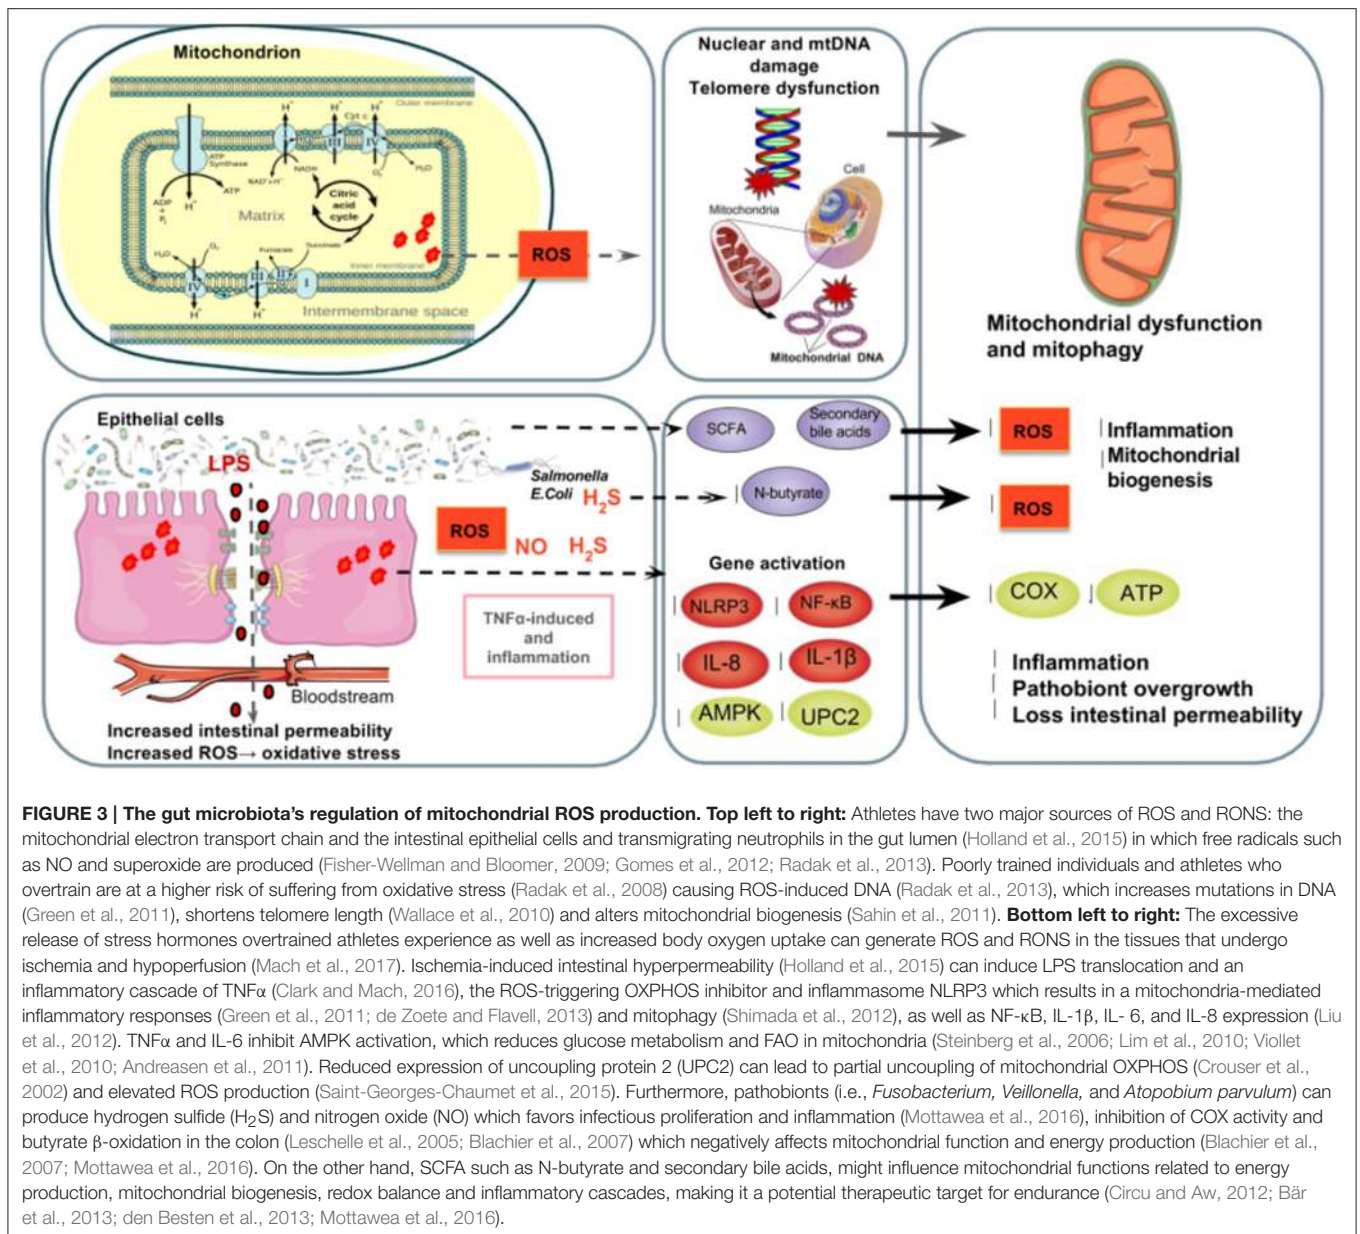 Mitochondrion
Outer membrane
H+ H+ H+
Cyt c
I III IV
ATP
Synthase
NADH
NAD+ + H+
O2
H2O
ATP
ADP
+
Pi
H+
Citric
acid
cycle
Matrix
H2O
O2
Fumarate
Succinate
Inner membrane
IV III II I
H+ H+
Intermembrane space
ROS
Nuclear and mtDNA
damage
Telomere dysfunction
Cell
Mitochondria
Mitochondrial DNA
Mitochondrial dysfunction
and mitophagy
Epithelial cells
LPS
Salmonella
E.Coli H2S
ROS
NO H2S
TNFα-induced
and
inflammation
Bloodstream
Increased intestinal permeability
Increased ROS→ oxidative stress
SCFA
Secondary
bile acids
N-butyrate
Gene activation
NLRP3 NF-κB
IL-8 IL-1β
AMPK UPC2
ROS
Inflammation
Mitochondrial
biogenesis
ROS
COX ATP
Inflammation
Pathobiont overgrowth
Loss intestinal permeability
FIGURE 3 | The gut microbiota’s regulation of mitochondrial ROS production. Top left to right: Athletes have two major sources of ROS and RONS: the
mitochondrial electron transport chain and the intestinal epithelial cells and transmigrating neutrophils in the gut lumen (Holland et al., 2015) in which free radicals such
as NO and superoxide are produced (Fisher-Wellman and Bloomer, 2009; Gomes et al., 2012; Radak et al., 2013). Poorly trained individuals and athletes who
overtrain are at a higher risk of suffering from oxidative stress (Radak et al., 2008) causing ROS-induced DNA (Radak et al., 2013), which increases mutations in DNA
(Green et al., 2011), shortens telomere length (Wallace et al., 2010) and alters mitochondrial biogenesis (Sahin et al., 2011). Bottom left to right: The excessive
release of stress hormones overtrained athletes experience as well as increased body oxygen uptake can generate ROS and RONS in the tissues that undergo
ischemia and hypoperfusion (Mach et al., 2017). Ischemia-induced intestinal hyperpermeability (Holland et al., 2015) can induce LPS translocation and an
inflammatory cascade of TNFα (Clark and Mach, 2016), the ROS-triggering OXPHOS inhibitor and inflammasome NLRP3 which results in a mitochondria-mediated
inflammatory responses (Green et al., 2011; de Zoete and Flavell, 2013) and mitophagy (Shimada et al., 2012), as well as NF-κB, IL-1β, IL- 6, and IL-8 expression (Liu
et al., 2012). TNFα and IL-6 inhibit AMPK activation, which reduces glucose metabolism and FAO in mitochondria (Steinberg et al., 2006; Lim et al., 2010; Viollet
et al., 2010; Andreasen et al., 2011). Reduced expression of uncoupling protein 2 (UPC2) can lead to partial uncoupling of mitochondrial OXPHOS (Crouser et al.,
2002) and elevated ROS production (Saint-Georges-Chaumet et al., 2015). Furthermore, pathobionts (i.e., Fusobacterium, Veillonella, and Atopobium parvulum) can
produce hydrogen sulfide (H2S) and nitrogen oxide (NO) which favors infectious proliferation and inflammation (Mottawea et al., 2016), inhibition of COX activity and
butyrate β-oxidation in the colon (Leschelle et al., 2005; Blachier et al., 2007) which negatively affects mitochondrial function and energy production (Blachier et al.,
2007; Mottawea et al., 2016). On the other hand, SCFA such as N-butyrate and secondary bile acids, might influence mitochondrial functions related to energy
production, mitochondrial biogenesis, redox balance and inflammatory cascades, making it a potential therapeutic target for endurance (Circu and Aw, 2012; Bär
et al., 2013; den Besten et al., 2013; Mottawea et al., 2016).